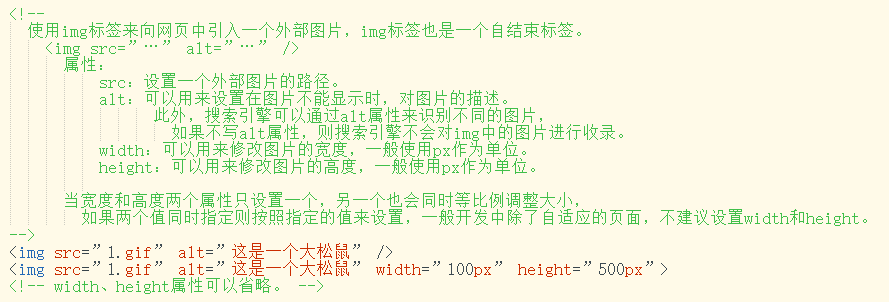 <!--
使用img标签来向网页中引入一个外部图片，img标签也是一个自结束标签。
<img src=”…” alt=”…” />
属性：
src：设置一个外部图片的路径。
alt：可以用来设置在图片不能显示时，对图片的描述。
此外，搜索引擎可以通过alt属性来识别不同的图片，
如果不写alt属性，则搜索引擎不会对img中的图片进行收录。
width：可以用来修改图片的宽度，一般使用px作为单位。
height：可以用来修改图片的高度，一般使用px作为单位。
当宽度和高度两个属性只设置一个，另一个也会同时等比例调整大小，
如果两个值同时指定则按照指定的值来设置，一般开发中除了自适应的页面，不建议设置width和height。
-->
<img src=”1.gif” alt=”这是一个大松鼠” />
<img src=”1.gif” alt=”这是一个大松鼠” width=”100px” height=”500px”>
<!-- width、height属性可以省略。 -->